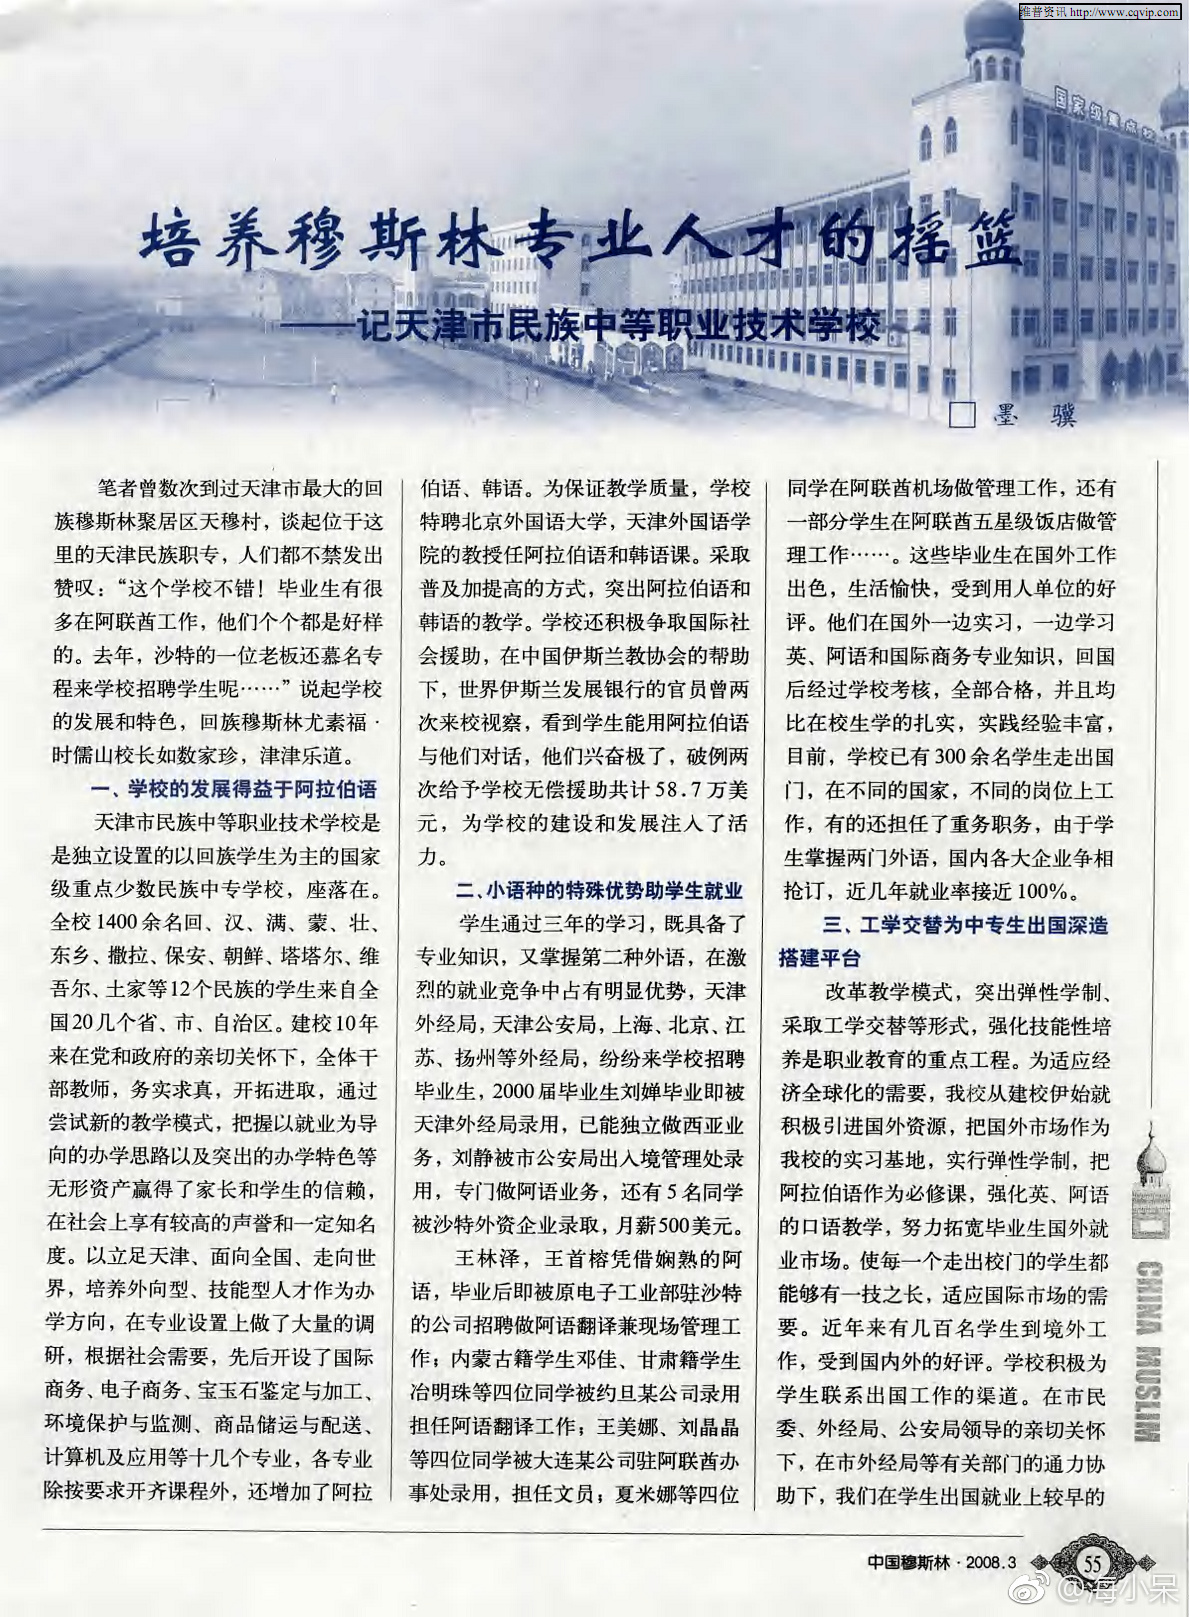 维普资讯 http://www.cqvip.com
国家级重点校
培养穆斯林专业人才的摇篮
——记天津市民族中等职业技术学校
□ 墨 骥
笔者曾数次到过天津市最大的回
族穆斯林聚居区天穆村，谈起位于这
里的天津民族职专，人们都不禁发出
赞叹：“这个学校不错！毕业生有很
多在阿联酋工作，他们个个都是好样
的。去年，沙特的一位老板还慕名专
程来学校招聘学生呢……”说起学校
的发展和特色，回族穆斯林尤素福·
时儒山校长如数家珍，津津乐道。
一、学校的发展得益于阿拉伯语
天津市民族中等职业技术学校是
是独立设置的以回族学生为主的国家
级重点少数民族中专学校，座落在。
全校1400余名回、汉、满、蒙、壮、
东乡、撒拉、保安、朝鲜、塔塔尔、维
吾尔、土家等12个民族的学生来自全
国20几个省、市、自治区。建校10年
来在党和政府的亲切关怀下，全体干
部教师，务实求真，开拓进取，通过
尝试新的教学模式，把握以就业为导
向的办学思路以及突出的办学特色等
无形资产赢得了家长和学生的信赖，
在社会上享有较高的声誉和一定知名
度。以立足天津、面向全国、走向世
界，培养外向型、技能型人才作为办
学方向，在专业设置上做了大量的调
研，根据社会需要，先后开设了国际
商务、电子商务、宝玉石鉴定与加工、
环境保护与监测、商品储运与配送、
计算机及应用等十几个专业，各专业
除按要求开齐课程外，还增加了阿拉
伯语、韩语。为保证教学质量，学校
特聘北京外国语大学，天津外国语学
院的教授任阿拉伯语和韩语课。采取
普及加提高的方式，突出阿拉伯语和
韩语的教学。学校还积极争取国际社
会援助，在中国伊斯兰教协会的帮助
下，世界伊斯兰发展银行的官员曾两
次来校视察，看到学生能用阿拉伯语
与他们对话，他们兴奋极了，破例两
次给予学校无偿援助共计58.7万美
元，为学校的建设和发展注入了活
力。
二、小语种的特殊优势助学生就业
学生通过三年的学习，既具备了
专业知识，又掌握第二种外语，在激
烈的就业竞争中占有明显优势，天津
外经局，天津公安局，上海、北京、江
苏、扬州等外经局，纷纷来学校招聘
毕业生，2000届毕业生刘婵毕业即被
天津外经局录用，已能独立做西亚业
务，刘静被市公安局出入境管理处录
用，专门做阿语业务，还有5名同学
被沙特外资企业录取，月薪500美元。
王林泽，王首榕凭借娴熟的阿
语，毕业后即被原电子工业部驻沙特
的公司招聘做阿语翻译兼现场管理工
作；内蒙古籍学生邓佳、甘肃籍学生
冶明珠等四位同学被约旦某公司录用
担任阿语翻译工作；王美娜、刘晶晶
等四位同学被大连某公司驻阿联酋办
事处录用，担任文员；夏米娜等四位
同学在阿联酋机场做管理工作，还有
一部分学生在阿联酋五星级饭店做管
理工作……。这些毕业生在国外工作
出色，生活愉快，受到用人单位的好
评。他们在国外一边实习，一边学习
英、阿语和国际商务专业知识，回国
后经过学校考核，全部合格，并且均
比在校生学的扎实，实践经验丰富，
目前，学校已有300余名学生走出国
门，在不同的国家，不同的岗位上工
作，有的还担任了重务职务，由于学
生掌握两门外语，国内各大企业争相
抢订，近几年就业率接近100%。
三、工学交替为中专生出国深造
搭建平台
改革教学模式，突出弹性学制、
采取工学交替等形式，强化技能性培
养是职业教育的重点工程。为适应经
济全球化的需要，我校从建校伊始就
积极引进国外资源，把国外市场作为
我校的实习基地，实行弹性学制，把
阿拉伯语作为必修课，强化英、阿语
的口语教学，努力拓宽毕业生国外就
业市场。使每一个走出校门的学生都
能够有一技之长，适应国际市场的需
要。近年来有几百名学生到境外工
作，受到国内外的好评。学校积极为
学生联系出国工作的渠道。在市民
委、外经局、公安局领导的亲切关怀
下，在市外经局等有关部门的通力协
助下，我们在学生出国就业上较早的
CHINA MUSLIM
中国穆斯林·2008.3
55
@海小呆